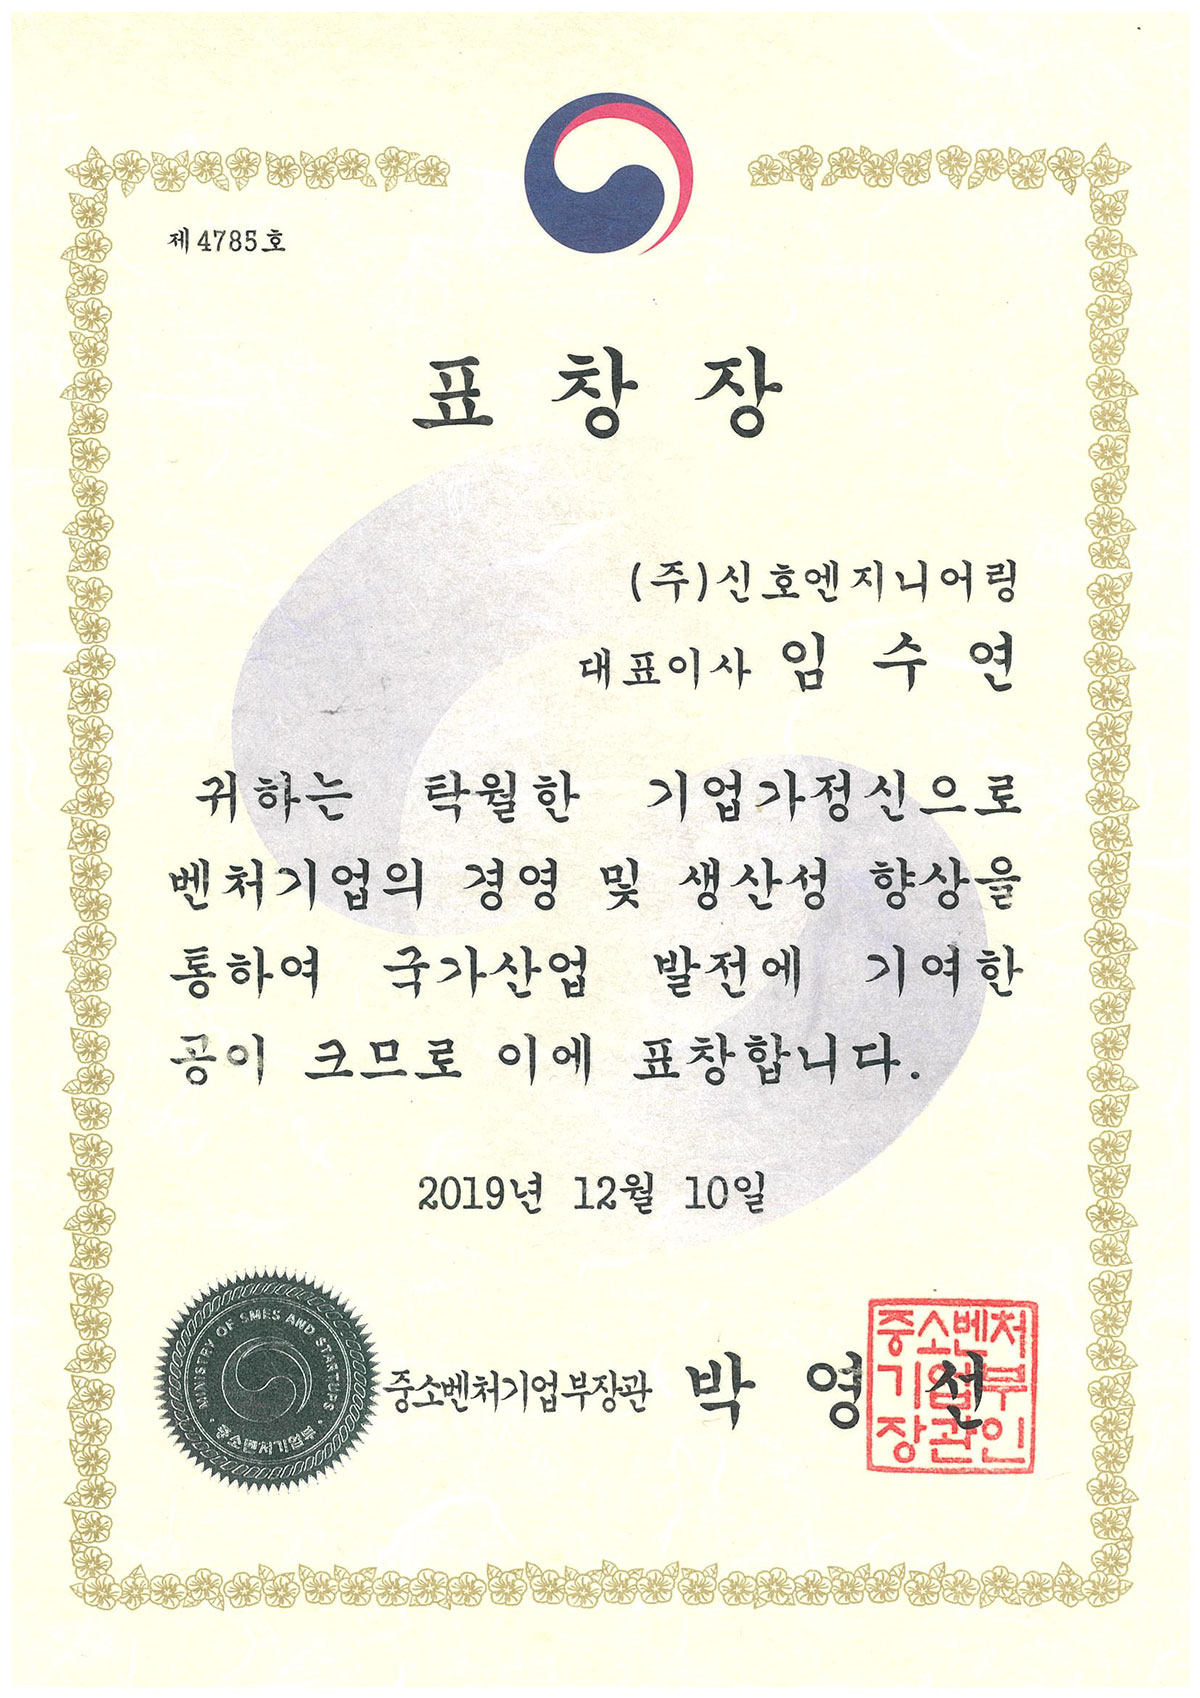 제 4785 호
표 창 장
(주)신호엔지니어링
대표이사 임 수 연
귀하는 탁월한 기업가정신으로
벤처기업의 경영 및 생산성 향상을
통하여 국가산업 발전에 기여한
공이 크므로 이에 표창합니다.
2019년 12월 10일
MINISTRY OF SMES AND STARTUPS
중소벤처기업부
중소벤처기업부장관 박 영 선
중소벤처
기업부
장관인